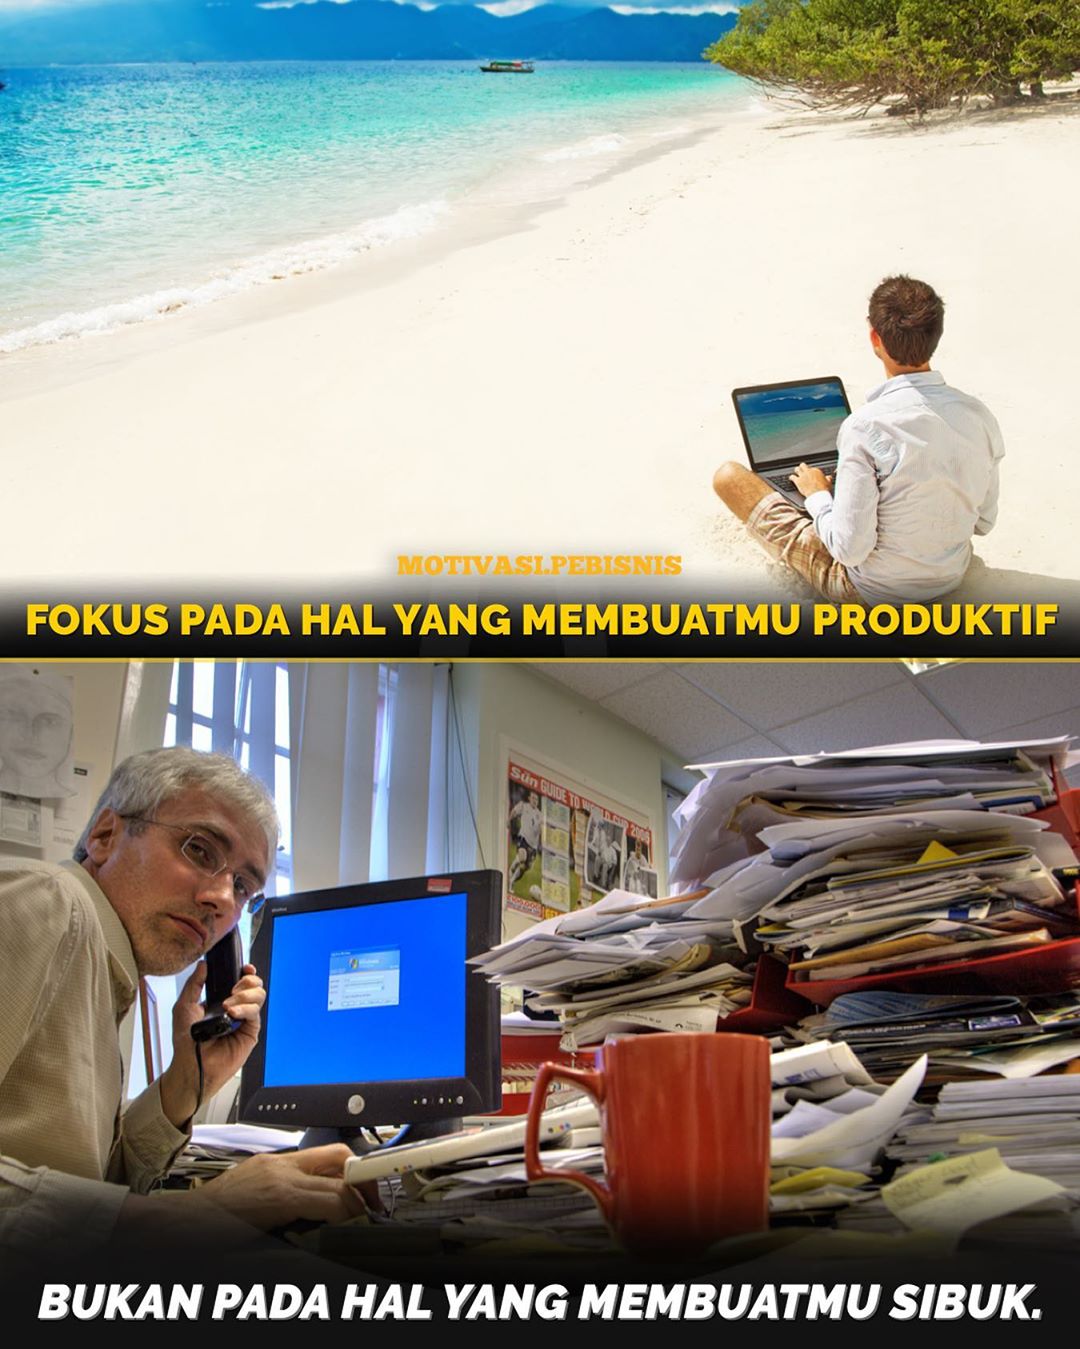 MOTIVASI.PEBISNIS
FOKUS PADA HAL YANG MEMBUATMU PRODUKTIF
Sun GUIDE TO WORLD CUP 2006
BUKAN PADA HAL YANG MEMBUATMU SIBUK.